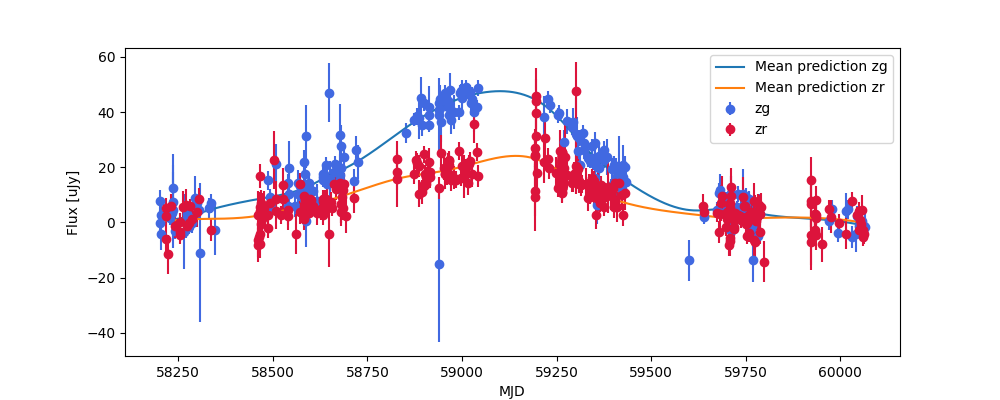 60
40
20
0
−20
−40
Flux [uJy]
58250
58500
58750
59000
59250
59500
59750
60000
MJD
Mean prediction zg
Mean prediction zr
zg
zr